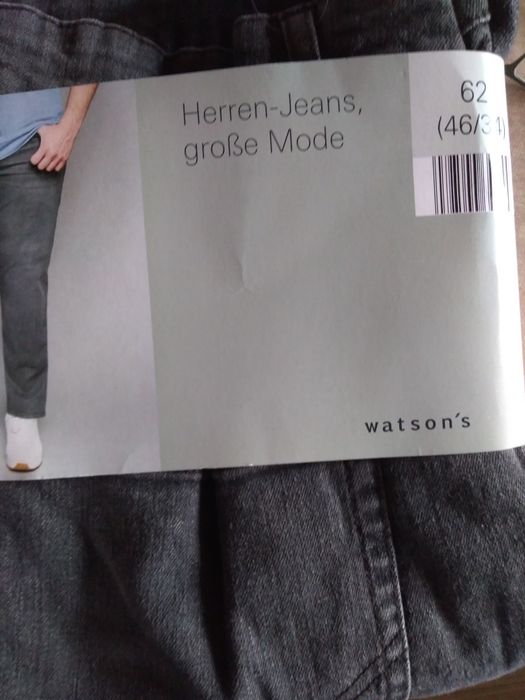 Herren-Jeans,
große Mode
62
(46/34)
watson's